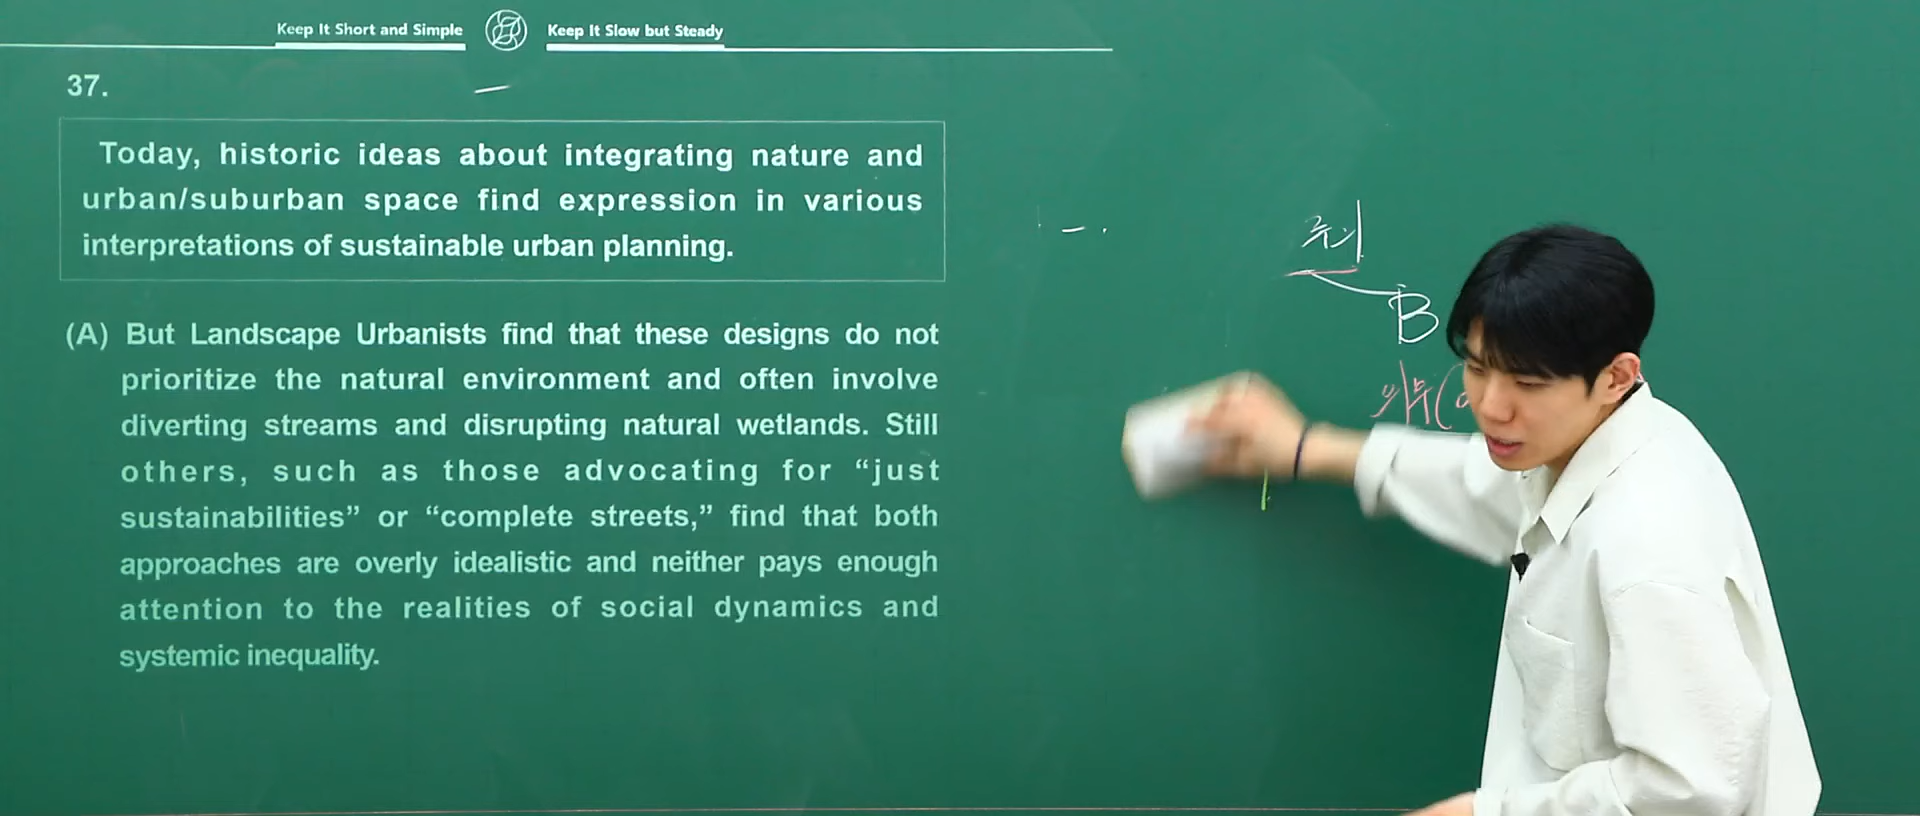 Keep It Short and Simple
Keep It Slow but Steady
37.
Today, historic ideas about integrating nature and
urban/suburban space find expression in various
interpretations of sustainable urban planning.
(A) But Landscape Urbanists find that these designs do not
prioritize the natural environment and often involve
diverting streams and disrupting natural wetlands. Still
others, such as those advocating for “just
sustainabilities” or “complete streets,” find that both
approaches are overly idealistic and neither pays enough
attention to the realities of social dynamics and
systemic inequality.
B